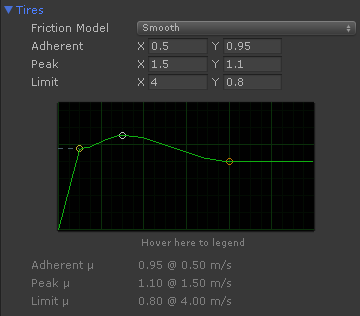 Tires
Friction Model Smooth
Adherent X 0.5 Y 0.95
Peak X 1.5 Y 1.1
Limit X 4 Y 0.8
Hover here to legend
Adherent µ 0.95 @ 0.50 m/s
Peak µ 1.10 @ 1.50 m/s
Limit µ 0.80 @ 4.00 m/s